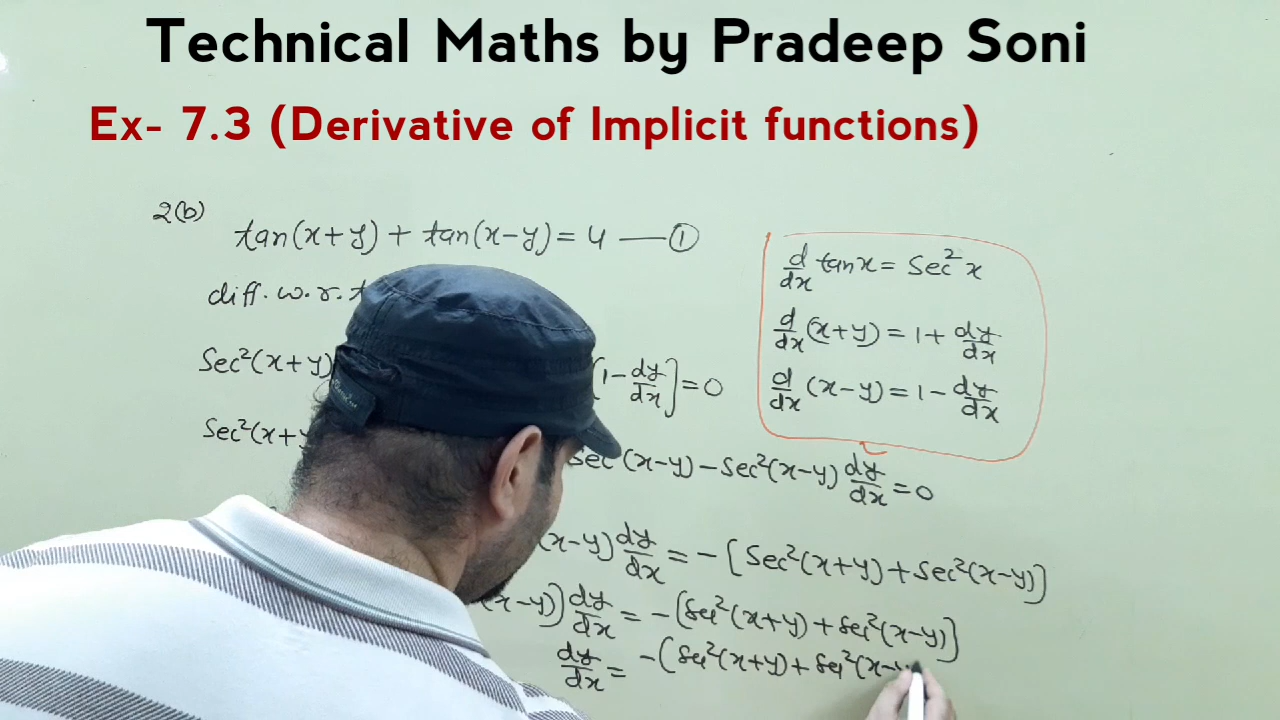 Technical Maths by Pradeep Soni
Ex- 7.3 (Derivative of Implicit functions)
2(b)
tan(x+y) + tan(x-y) = 4 —①
diff. w.r.t
Sec²(x+y) (1 - dy/dx] = 0
Sec²(x+y Sec (x-y) - Sec²(x-y) dy/dx = 0
(x-y) dy/dx = - [Sec²(x+y) + Sec²(x-y)]
(x-y)) dy/dx = - (Sec²(x+y) + Sec²(x-y)]
dy/dx = -(Sec²(x+y) + Sec²(x-y
d/dx tan x = Sec² x
d/dx (x+y) = 1 + dy/dx
d/dx (x-y) = 1 - dy/dx